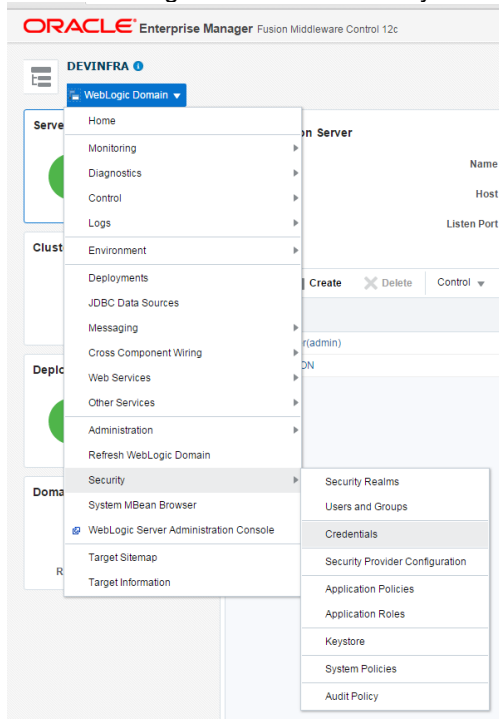 ORACLE Enterprise Manager Fusion Middleware Control 12c
DEVINFRA
WebLogic Domain
Home
Monitoring
Diagnostics
Control
Logs
Environment
Deployments
JDBC Data Sources
Messaging
Cross Component Wiring
Web Services
Other Services
Administration
Refresh WebLogic Domain
Security
System MBean Browser
WebLogic Server Administration Console
Target Sitemap
Target Information
Security Realms
Users and Groups
Credentials
Security Provider Configuration
Application Policies
Application Roles
Keystore
System Policies
Audit Policy
Serve
on Server
Name
Host
Listen Port
Clust
Create
Delete
Control
r(admin)
ON
Deplo
Doma
R